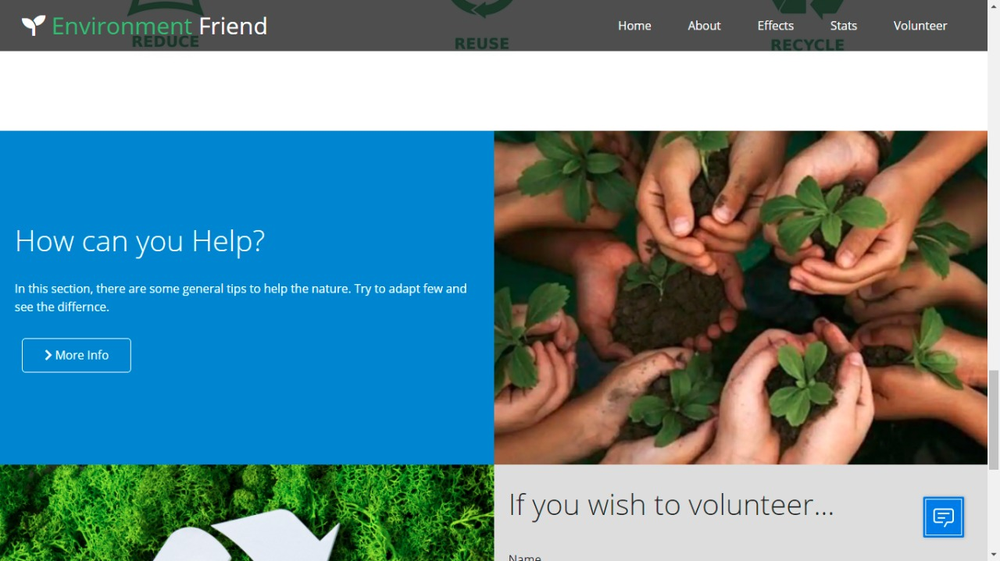 Environment Friend
Home
About
Effects
Stats
Volunteer
REDUCE
REUSE
RECYCLE
How can you Help?
In this section, there are some general tips to help the nature. Try to adapt few and
see the differnce.
More Info
If you wish to volunteer...
Name